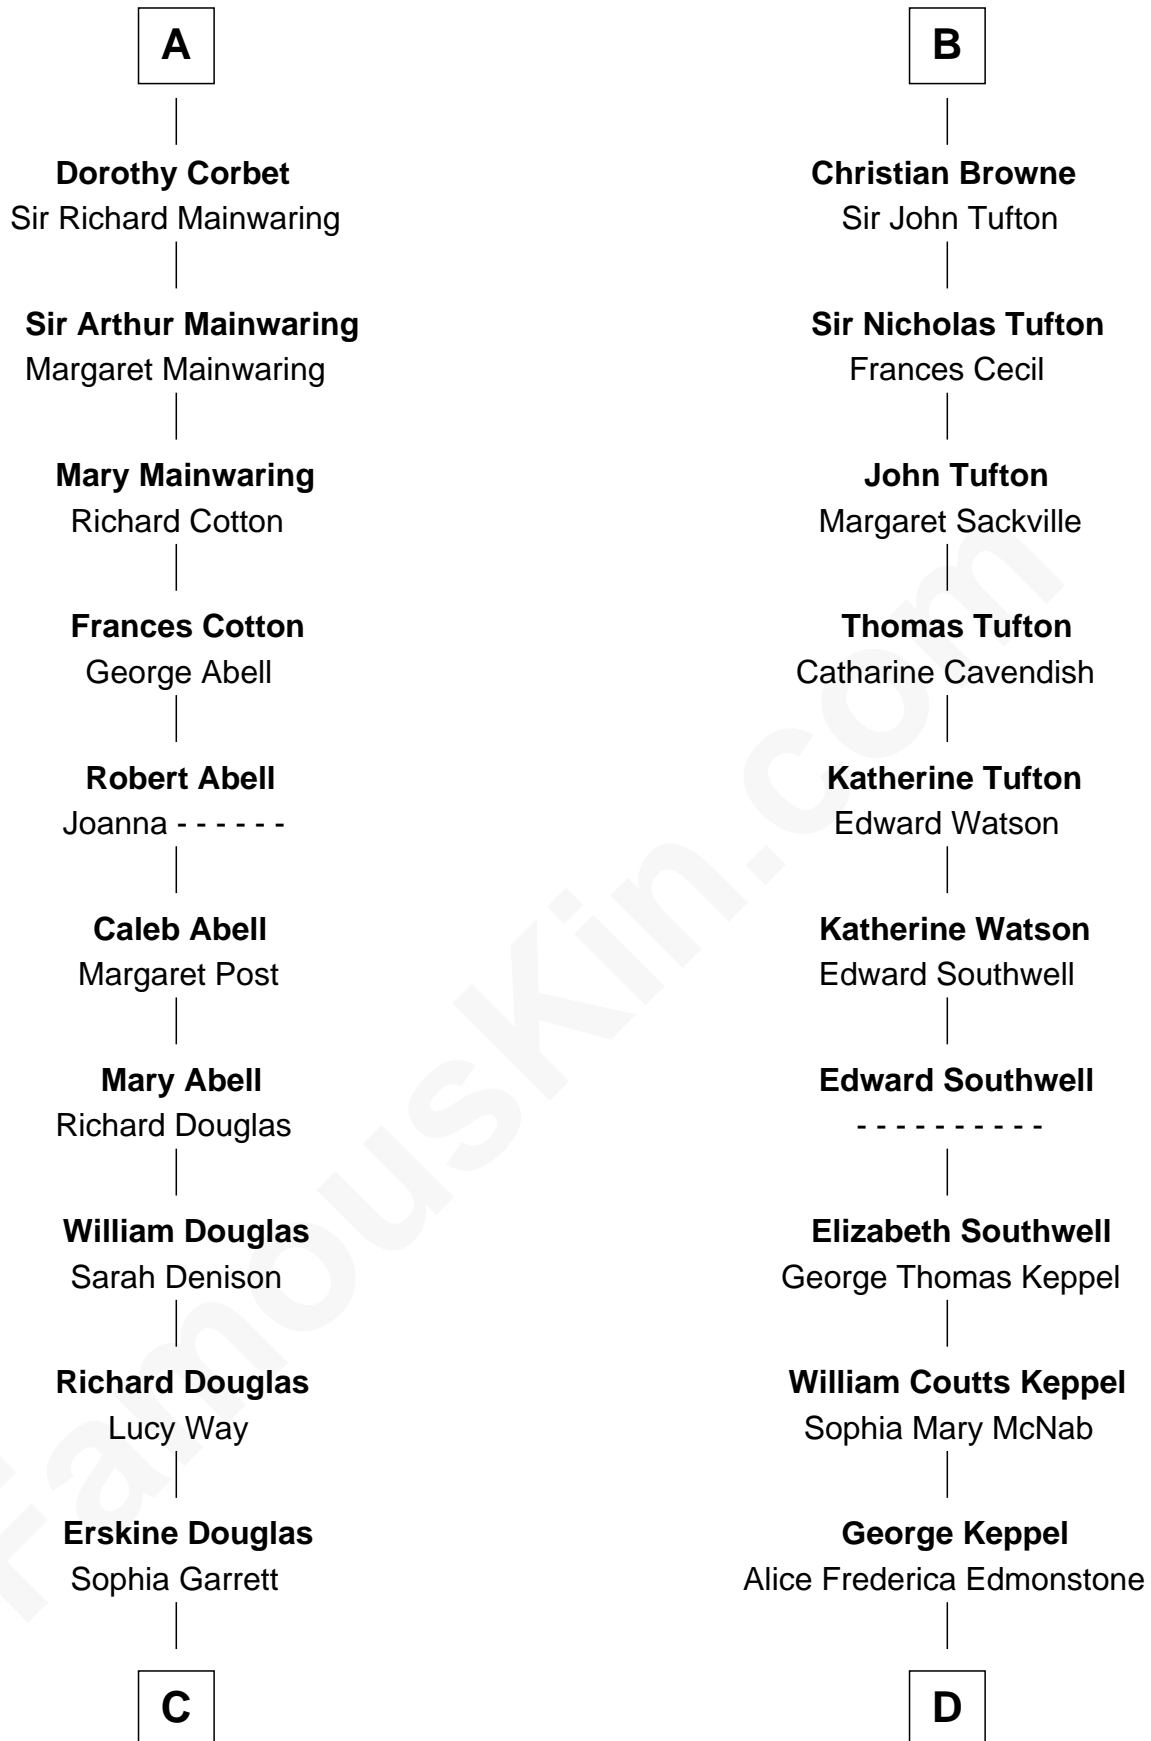 A
Dorothy Corbet
Sir Richard Mainwaring
Sir Arthur Mainwaring
Margaret Mainwaring
Mary Mainwaring
Richard Cotton
Frances Cotton
George Abell
Robert Abell
Joanna - - - - - -
Caleb Abell
Margaret Post
Mary Abell
Richard Douglas
William Douglas
Sarah Denison
Richard Douglas
Lucy Way
Erskine Douglas
Sophia Garrett
C
B
Christian Browne
Sir John Tufton
Sir Nicholas Tufton
Frances Cecil
John Tufton
Margaret Sackville
Thomas Tufton
Catharine Cavendish
Katherine Tufton
Edward Watson
Katherine Watson
Edward Southwell
Edward Southwell
- - - - - - - - - -
Elizabeth Southwell
George Thomas Keppel
William Coutts Keppel
Sophia Mary McNab
George Keppel
Alice Frederica Edmonstone
D
FamousKin.com